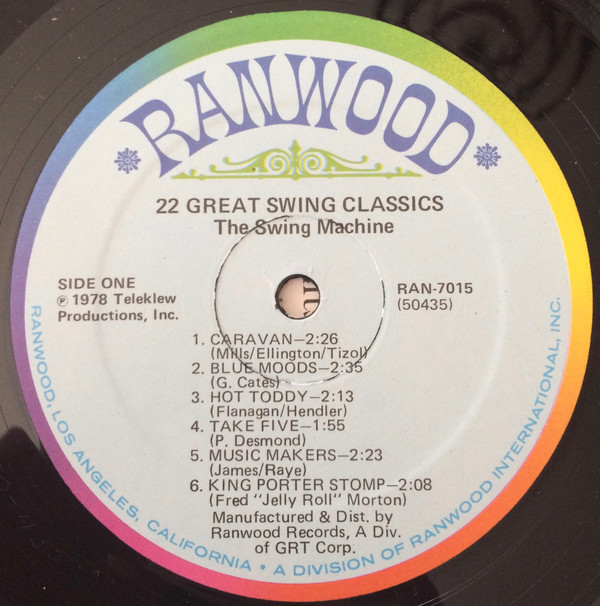 RANWOOD
22 GREAT SWING CLASSICS
The Swing Machine
SIDE ONE
℗ 1978 Teleklew
Productions, Inc.
RAN-7015
(50435)
1. CARAVAN—2:26
(Mills/Ellington/Tizol)
2. BLUE MOODS—2:35
(G. Cates)
3. HOT TODDY—2:13
(Flanagan/Hendler)
4. TAKE FIVE—1:55
(P. Desmond)
5. MUSIC MAKERS—2:23
(James/Raye)
6. KING PORTER STOMP—2:08
(Fred "Jelly Roll" Morton)
Manufactured & Dist. by
Ranwood Records, A Div.
of GRT Corp.
RANWOOD, LOS ANGELES, CALIFORNIA • A DIVISION OF RANWOOD INTERNATIONAL, INC.